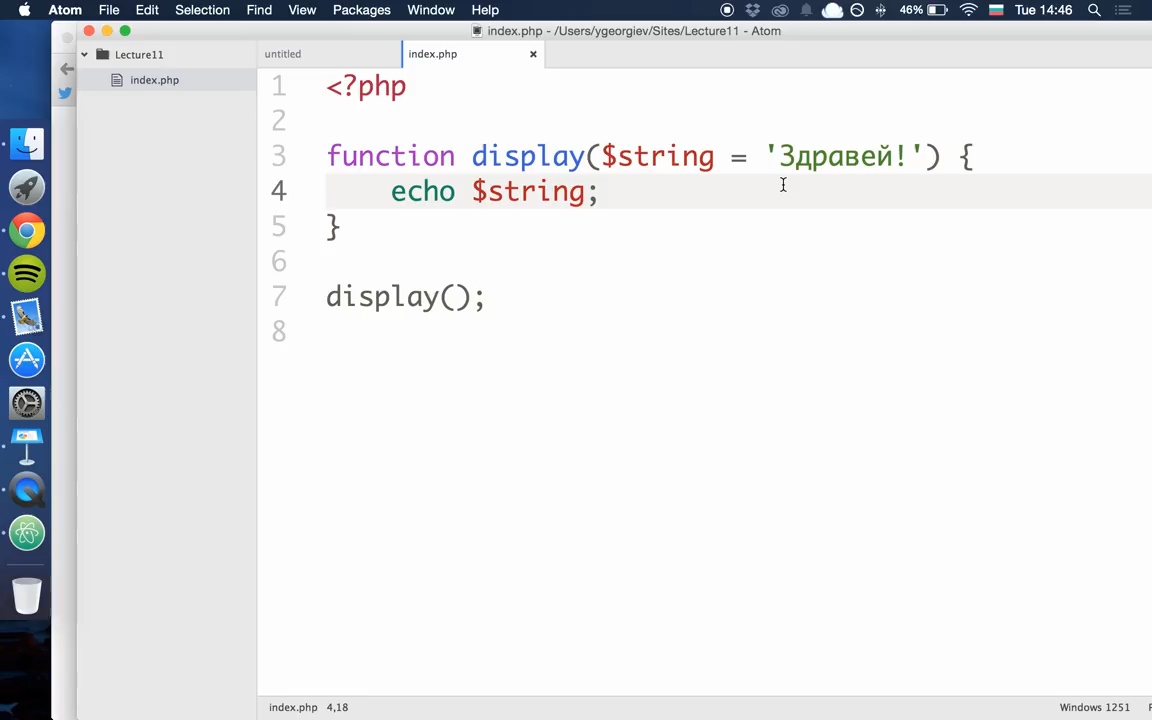 Atom File Edit Selection Find View Packages Window Help 46% Tue 14:46
index.php - /Users/ygeorgiev/Sites/Lecture11 - Atom
Lecture11
index.php
untitled
index.php
1 <?php
2
3 function display($string = 'Здравей!') {
4 echo $string;
5 }
6
7 display();
8
index.php 4,18 Windows 1251